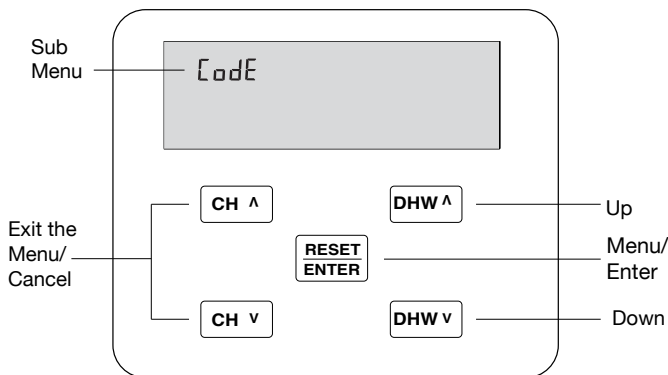 Sub
Menu
CodE
CH ∧
DHW ∧
Up
Exit the
Menu/
Cancel
RESET
ENTER
Menu/
Enter
CH ∨
DHW ∨
Down